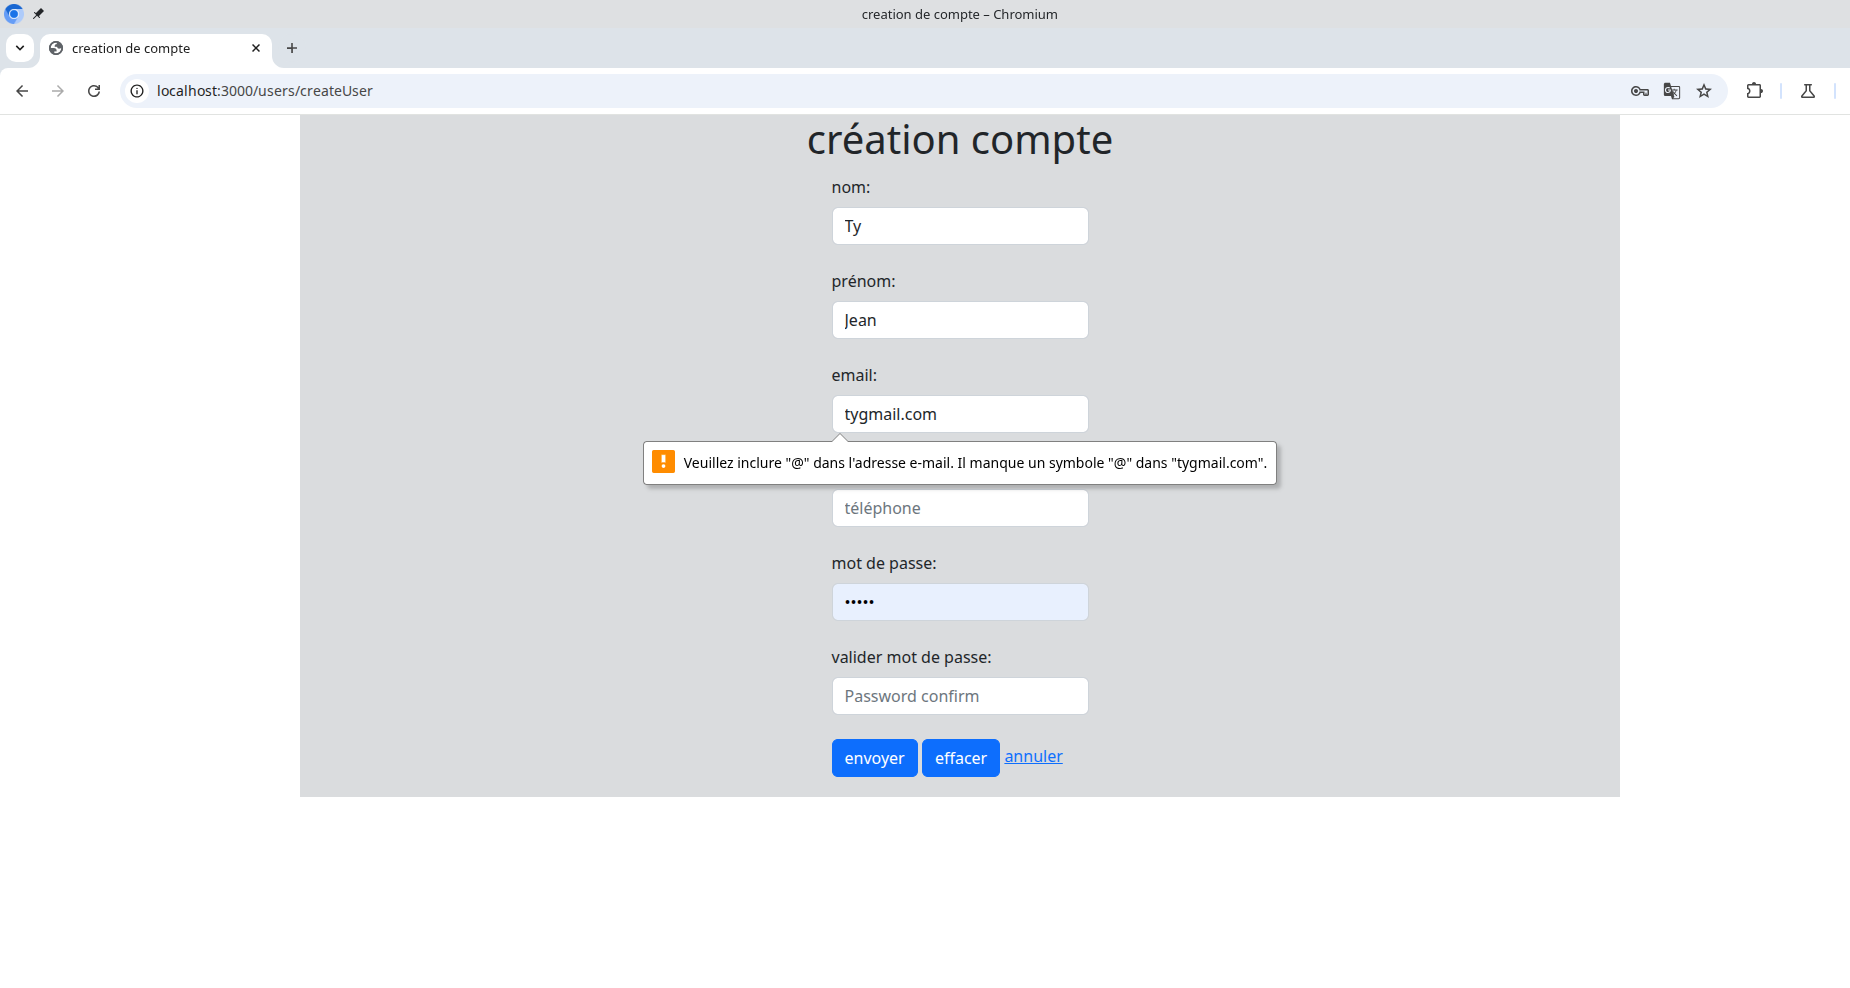 creation de compte – Chromium
creation de compte
localhost:3000/users/createUser
création compte
nom:
Ty
prénom:
Jean
email:
tygmail.com
Veuillez inclure "@" dans l'adresse e-mail. Il manque un symbole "@" dans "tygmail.com".
téléphone
mot de passe:
•••••
valider mot de passe:
Password confirm
envoyer effacer annuler